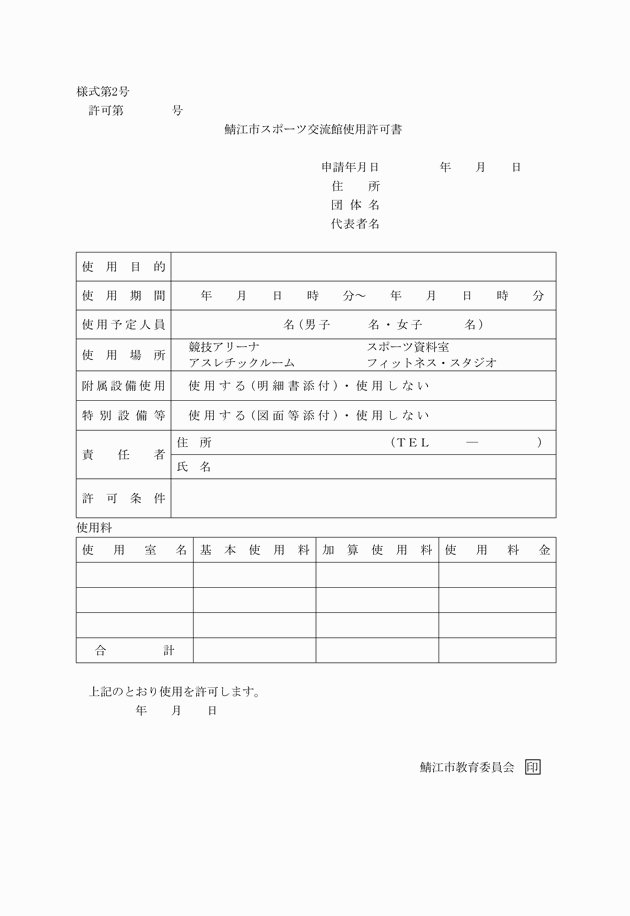 様式第2号
許可第　　　　号
鯖江市スポーツ交流館使用許可書
申請年月日　　　　　年　　月　　日
住　　所
団 体 名
代表者名
使用目的
使用期間　　年　　月　　日　　時　　分～　　年　　月　　日　　時　　分
使用予定人員　　名(男子　　　名・女子　　　名)
使用場所　競技アリーナ　スポーツ資料室
アスレチックルーム　フィットネス・スタジオ
附属設備使用　使用する(明細書添付)・使用しない
特別設備等　使用する(図面等添付)・使用しない
責任者　住所　　　(TEL　　―　　　)
氏名
許可条件
使用料
使用室名　基本使用料　加算使用料　使用料金
合　　計
上記のとおり使用を許可します。
年　　月　　日
鯖江市教育委員会　印